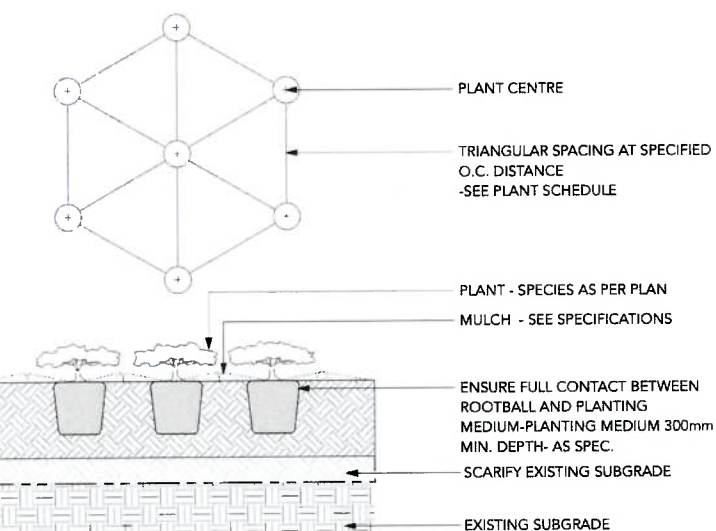 PLANT CENTRE
TRIANGULAR SPACING AT SPECIFIED
O.C. DISTANCE
-SEE PLANT SCHEDULE
PLANT - SPECIES AS PER PLAN
MULCH - SEE SPECIFICATIONS
ENSURE FULL CONTACT BETWEEN
ROOTBALL AND PLANTING
MEDIUM-PLANTING MEDIUM 300mm
MIN. DEPTH- AS SPEC.
SCARIFY EXISTING SUBGRADE
EXISTING SUBGRADE